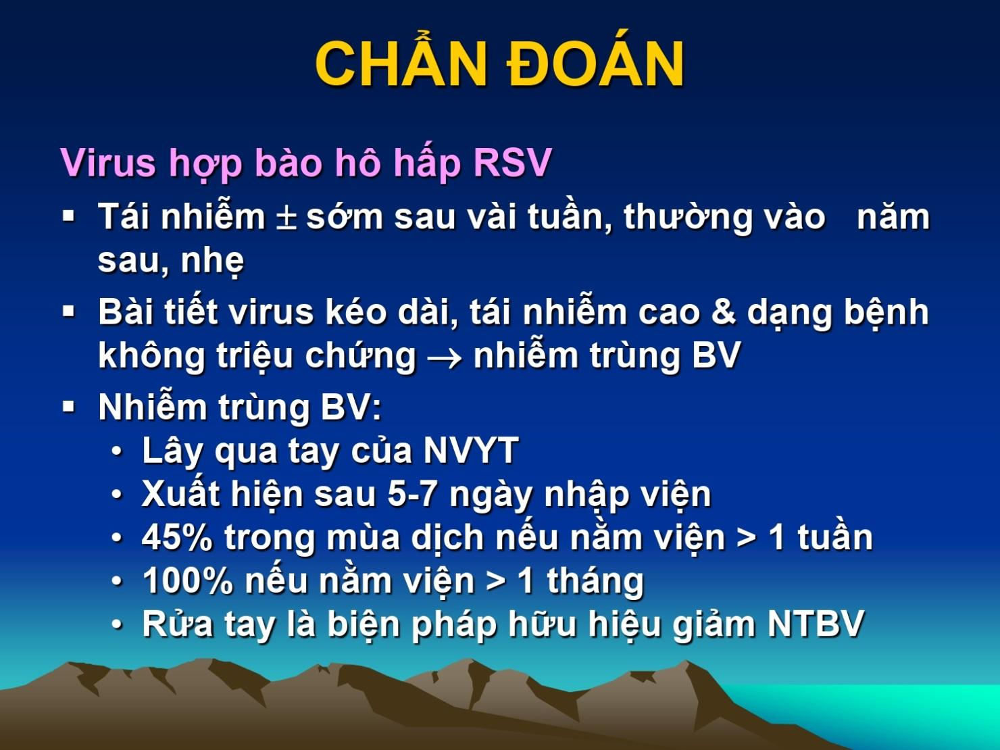 CHẨN ĐOÁN
Virus hợp bào hô hấp RSV
▪ Tái nhiễm ± sớm sau vài tuần, thường vào năm
sau, nhẹ
▪ Bài tiết virus kéo dài, tái nhiễm cao & dạng bệnh
không triệu chứng → nhiễm trùng BV
▪ Nhiễm trùng BV:
• Lây qua tay của NVYT
• Xuất hiện sau 5-7 ngày nhập viện
• 45% trong mùa dịch nếu nằm viện > 1 tuần
• 100% nếu nằm viện > 1 tháng
• Rửa tay là biện pháp hữu hiệu giảm NTBV